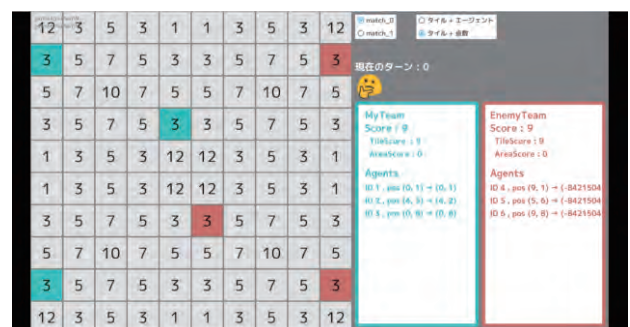 12 3 5 3 1 1 3 5 3 12
3 5 7 5 3 3 5 7 5 3
5 7 10 7 5 5 7 10 7 5
3 5 7 5 3 3 5 7 5 3
1 3 5 3 12 12 3 5 3 1
1 3 5 3 12 12 3 5 3 1
3 5 7 5 3 3 5 7 5 3
5 7 10 7 5 5 7 10 7 5
3 5 7 5 3 3 5 7 5 3
12 3 5 3 1 1 3 5 3 12
match_0
match_1
タイル + エージェント
タイル + 点数
現在のターン : 0
MyTeam
Score : 9
TileScore : 9
AreaScore : 0
Agents
ID 1 , pos (0, 1) → (0, 1)
ID 2 , pos (4, 3) → (4, 2)
ID 3 , pos (0, 8) → (0, 8)
EnemyTeam
Score : 9
TileScore : 9
AreaScore : 0
Agents
ID 4 , pos (9, 1) → (-8421504
ID 5 , pos (5, 6) → (-8421504
ID 6 , pos (9, 8) → (-8421504